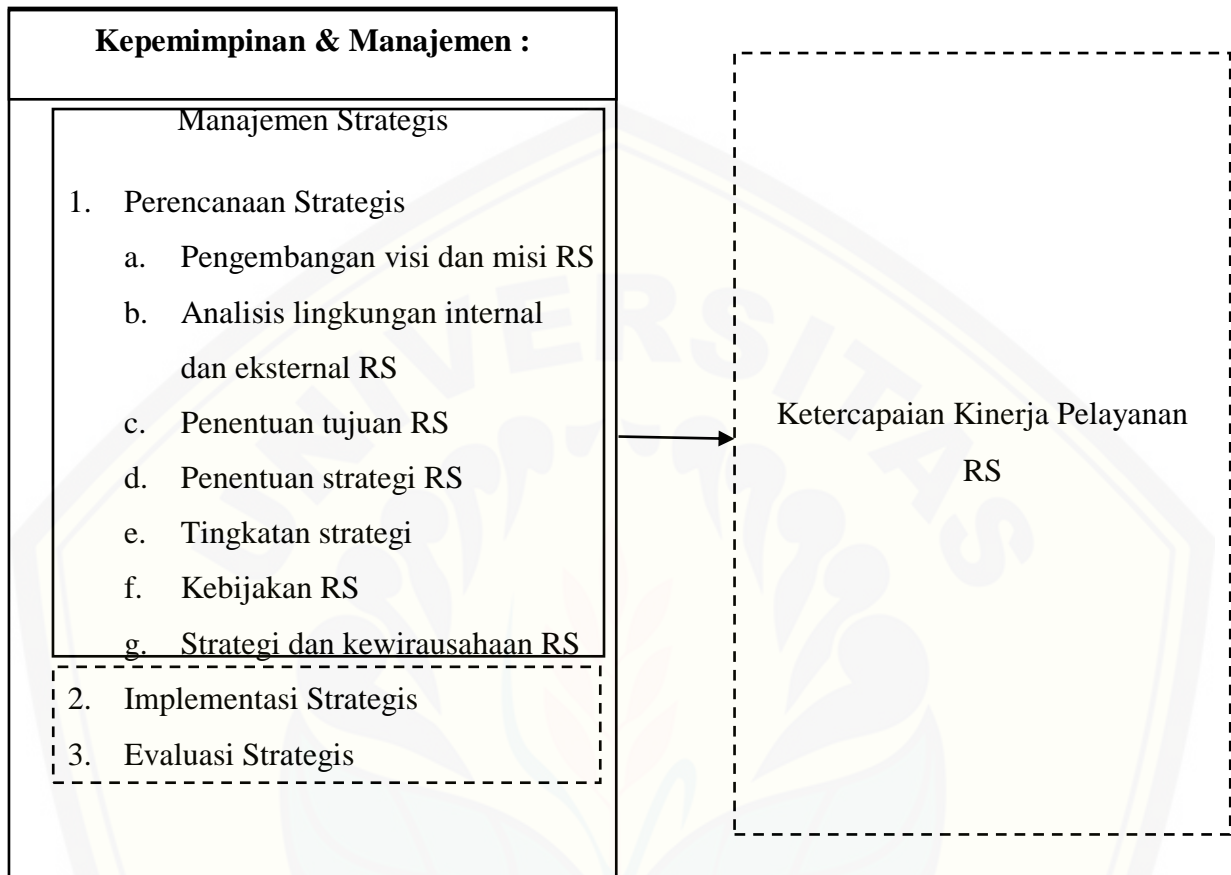 Kepemimpinan & Manajemen :
Manajemen Strategis
1. Perencanaan Strategis
a. Pengembangan visi dan misi RS
b. Analisis lingkungan internal
dan eksternal RS
c. Penentuan tujuan RS
d. Penentuan strategi RS
e. Tingkatan strategi
f. Kebijakan RS
g. Strategi dan kewirausahaan RS
2. Implementasi Strategis
3. Evaluasi Strategis
Ketercapaian Kinerja Pelayanan
RS
UNIVERSITAS